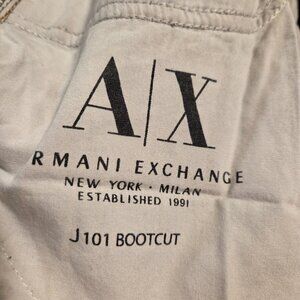 A|X
RMANI EXCHANGE
NEW YORK · MILAN
ESTABLISHED 1991
J101 BOOTCUT